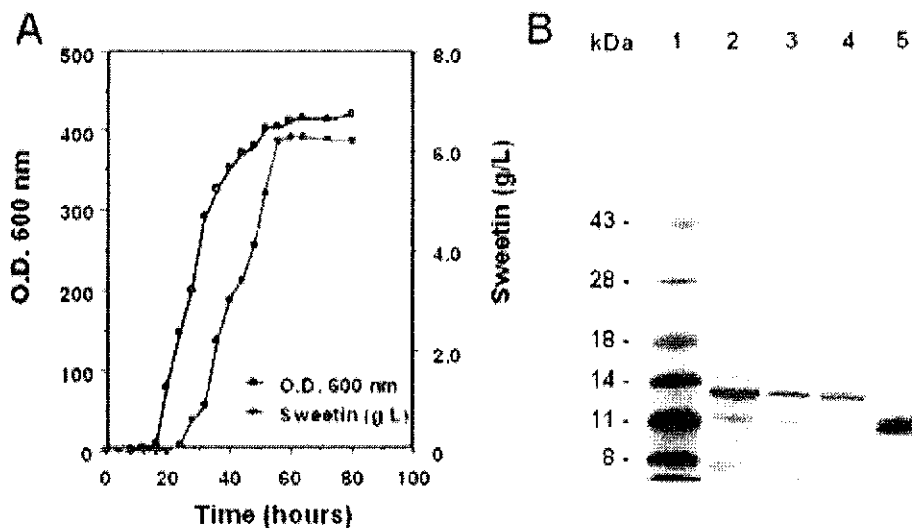 A
500
400
300
200
100
0
O.D. 600 nm
8.0
6.0
4.0
2.0
0
Sweetin (g/L)
O.D. 600 nm
Sweetin (g L)
0
20
40
60
80
100
Time (hours)
B
kDa 1 2 3 4 5
43 -
28 -
18 -
14 -
11 -
8 -